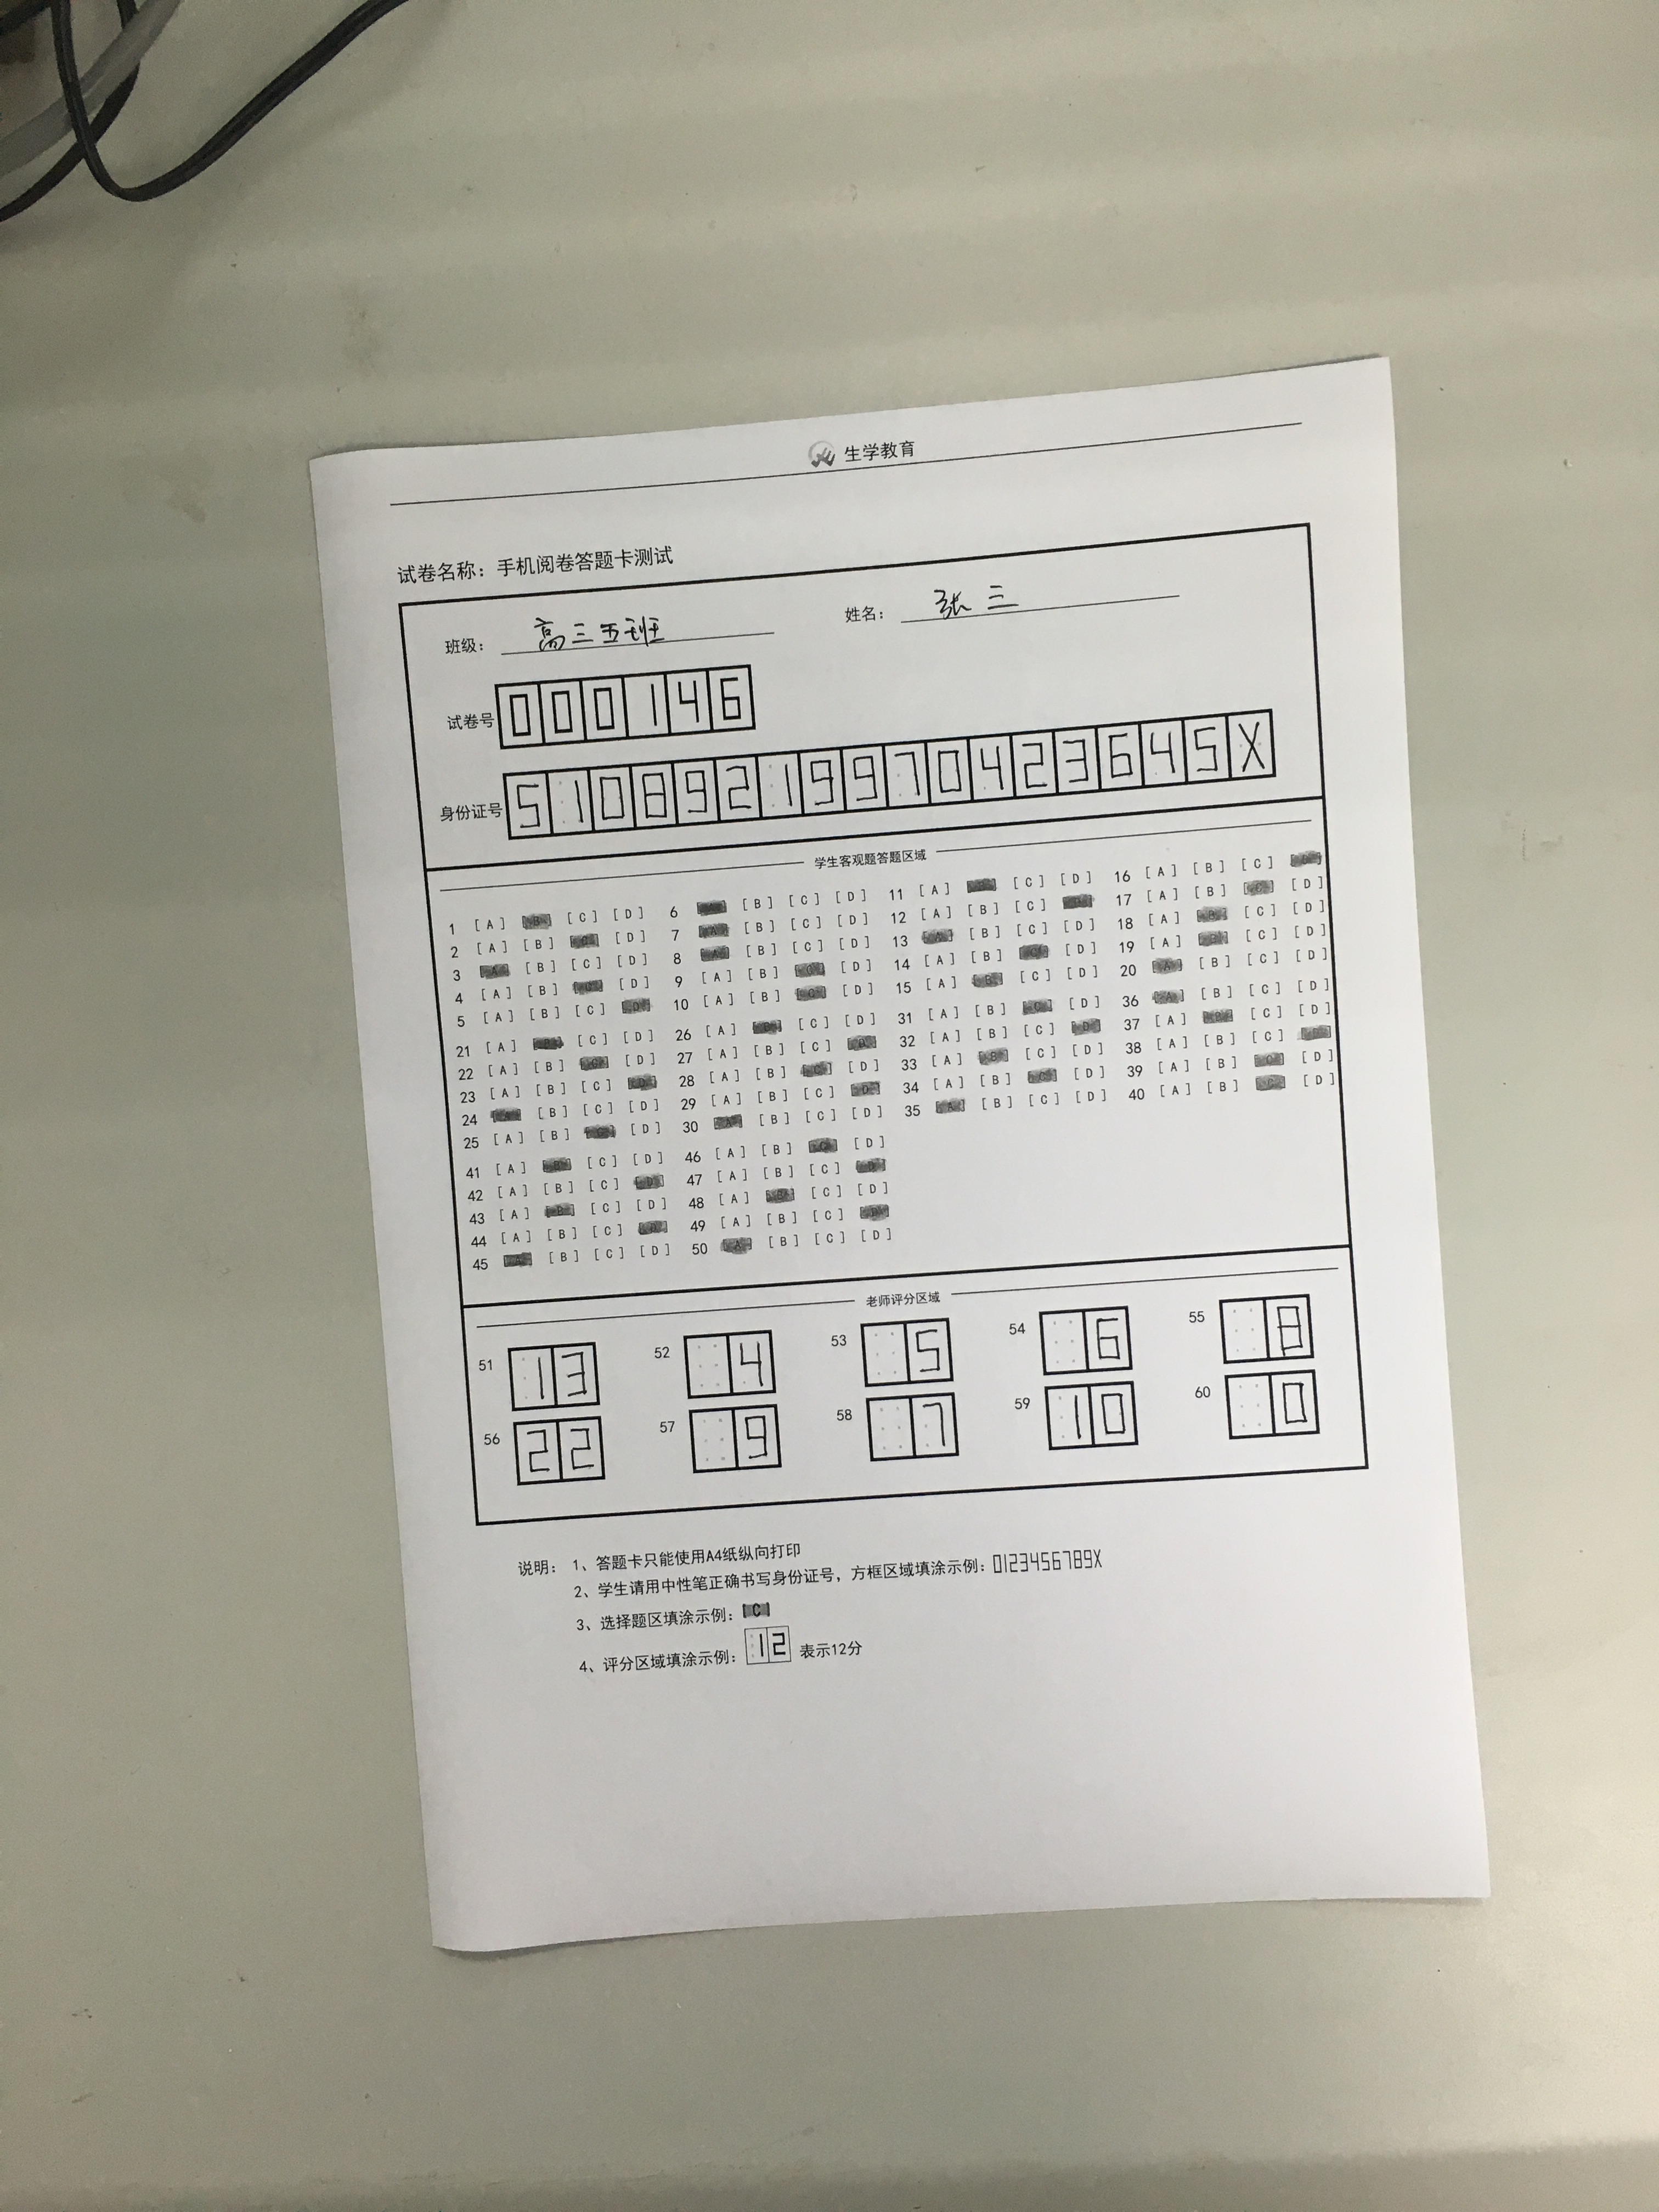 生学教育
试卷名称：手机阅卷答题卡测试
班级： 高三五班 姓名： 张三
试卷号 000146
身份证号 51089219970423645X
学生客观题答题区域
1 [A] [B] [C] [D] 6 [A] [B] [C] [D] 11 [A] [B] [C] [D] 16 [A] [B] [C] [D]
2 [A] [B] [C] [D] 7 [A] [B] [C] [D] 12 [A] [B] [C] [D] 17 [A] [B] [C] [D]
3 [A] [B] [C] [D] 8 [A] [B] [C] [D] 13 [A] [B] [C] [D] 18 [A] [B] [C] [D]
4 [A] [B] [C] [D] 9 [A] [B] [C] [D] 14 [A] [B] [C] [D] 19 [A] [B] [C] [D]
5 [A] [B] [C] [D] 10 [A] [B] [C] [D] 15 [A] [B] [C] [D] 20 [A] [B] [C] [D]
21 [A] [B] [C] [D] 26 [A] [B] [C] [D] 31 [A] [B] [C] [D] 36 [A] [B] [C] [D]
22 [A] [B] [C] [D] 27 [A] [B] [C] [D] 32 [A] [B] [C] [D] 37 [A] [B] [C] [D]
23 [A] [B] [C] [D] 28 [A] [B] [C] [D] 33 [A] [B] [C] [D] 38 [A] [B] [C] [D]
24 [A] [B] [C] [D] 29 [A] [B] [C] [D] 34 [A] [B] [C] [D] 39 [A] [B] [C] [D]
25 [A] [B] [C] [D] 30 [A] [B] [C] [D] 35 [A] [B] [C] [D] 40 [A] [B] [C] [D]
41 [A] [B] [C] [D] 46 [A] [B] [C] [D]
42 [A] [B] [C] [D] 47 [A] [B] [C] [D]
43 [A] [B] [C] [D] 48 [A] [B] [C] [D]
44 [A] [B] [C] [D] 49 [A] [B] [C] [D]
45 [A] [B] [C] [D] 50 [A] [B] [C] [D]
老师评分区域
51 13 52 4 53 5 54 6 55 8
56 22 57 9 58 7 59 10 60 0
说明： 1、答题卡只能使用A4纸纵向打印
2、学生请用中性笔正确书写身份证号，方框区域填涂示例：0123456789X
3、选择题区填涂示例：[C]
4、评分区域填涂示例：12 表示12分